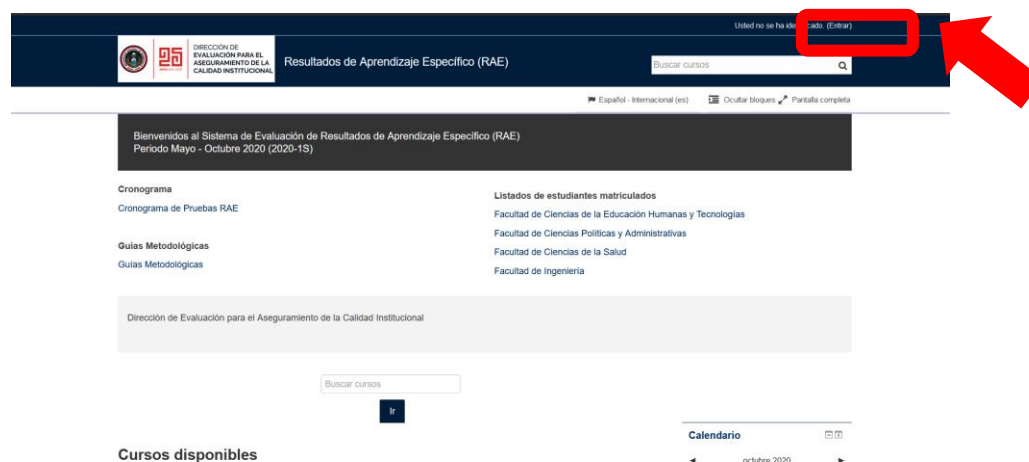 Usted no se ha identificado. (Entrar)
25
DIRECCIÓN DE
EVALUACIÓN PARA EL
ASEGURAMIENTO DE LA
CALIDAD INSTITUCIONAL
Resultados de Aprendizaje Específico (RAE)
Buscar cursos
Español - Internacional (es) Ocultar bloques Pantalla completa
Bienvenidos al Sistema de Evaluación de Resultados de Aprendizaje Específico (RAE)
Periodo Mayo - Octubre 2020 (2020-1S)
Cronograma
Cronograma de Pruebas RAE
Guías Metodológicas
Guías Metodológicas
Listados de estudiantes matriculados
Facultad de Ciencias de la Educación Humanas y Tecnologías
Facultad de Ciencias Políticas y Administrativas
Facultad de Ciencias de la Salud
Facultad de Ingeniería
Dirección de Evaluación para el Aseguramiento de la Calidad Institucional
Buscar cursos
Ir
Calendario
Cursos disponibles
octubre 2020